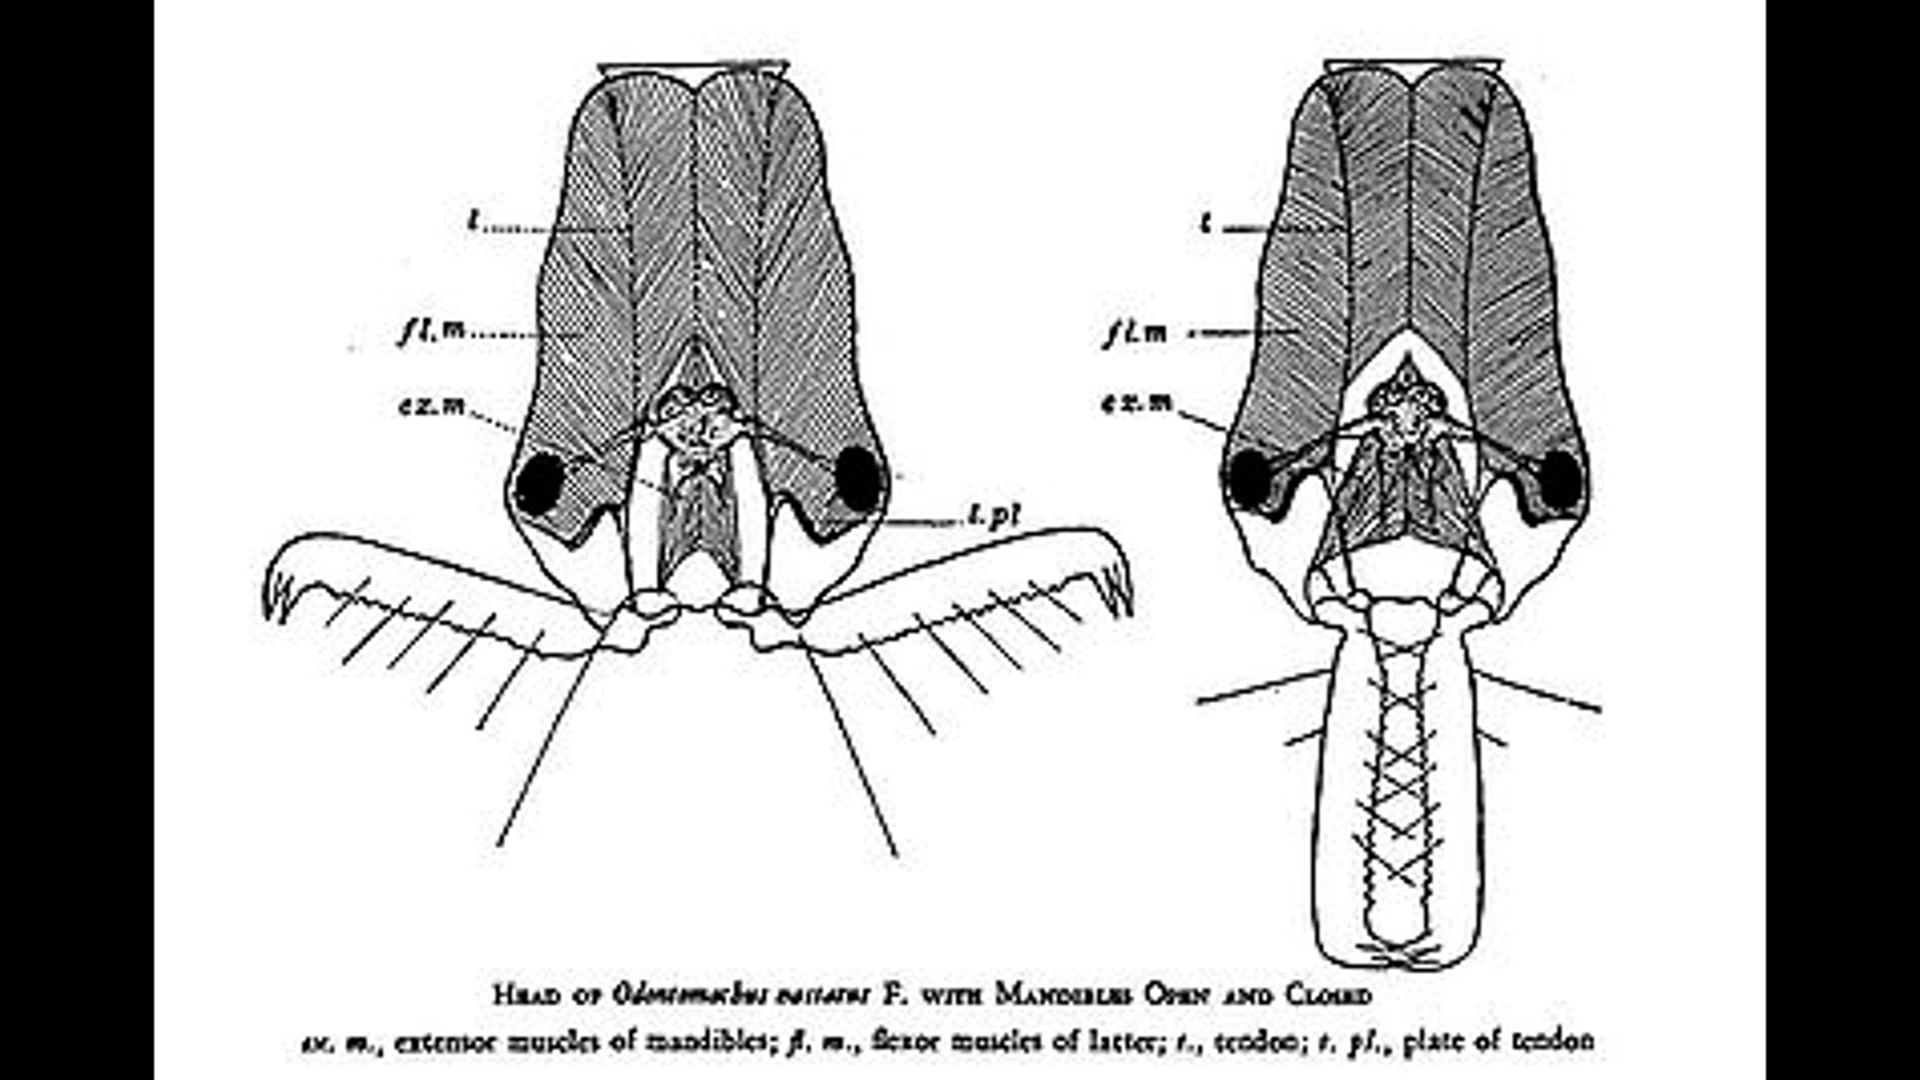 t
fl.m
ex.m
t.pl
t
fl.m
ex.m
HEAD OF Odontomachus F. WITH MANDIBLES OPEN AND CLOSED
ex. m., extensor muscles of mandibles; fl. m., flexor muscles of latter; t., tendon; t. pl., plate of tendon